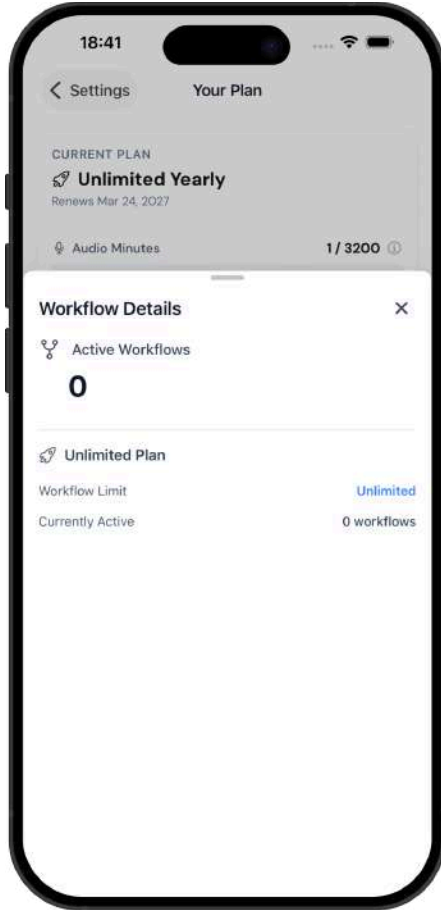 18:41
Settings
Your Plan
CURRENT PLAN
Unlimited Yearly
Renews Mar 24, 2027
Audio Minutes 1 / 3200
Workflow Details
Active Workflows
0
Unlimited Plan
Workflow Limit Unlimited
Currently Active 0 workflows